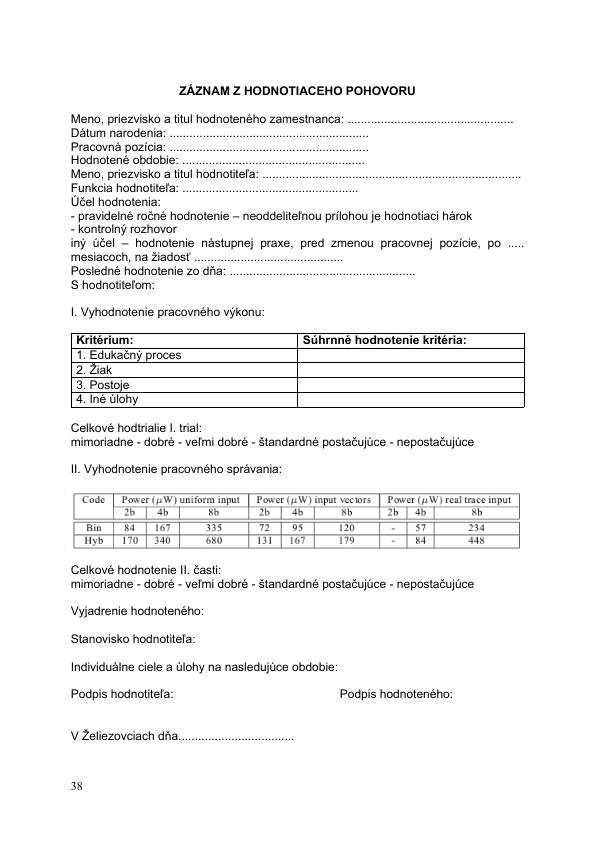 ZÁZNAM Z HODNOTIACEHO POHOVORU
Meno, priezvisko a titul hodnoteného zamestnanca: ..................................................
Dátum narodenia: ............................................................
Pracovná pozícia: ............................................................
Hodnotené obdobie: .......................................................
Meno, priezvisko a titul hodnotiteľa: ..............................................................................
Funkcia hodnotiteľa: .....................................................
Účel hodnotenia:
- pravidelné ročné hodnotenie – neoddeliteľnou prílohou je hodnotiaci hárok
- kontrolný rozhovor
iný účel – hodnotenie nástupnej praxe, pred zmenou pracovnej pozície, po .....
mesiacoch, na žiadosť .............................................
Posledné hodnotenie zo dňa: ........................................................
S hodnotiteľom:
I. Vyhodnotenie pracovného výkonu:
Kritérium: Súhrnné hodnotenie kritéria:
1. Edukačný proces
2. Žiak
3. Postoje
4. Iné úlohy
Celkové hodtrialie I. trial:
mimoriadne - dobré - veľmi dobré - štandardné postačujúce - nepostačujúce
II. Vyhodnotenie pracovného správania:
Code Power (μW) uniform input Power (μW) input vectors Power (μW) real trace input
2b 4b 8b 2b 4b 8b 2b 4b 8b
Bin 84 167 335 72 95 120 - 57 234
Hyb 170 340 680 131 167 179 - 84 448
Celkové hodnotenie II. časti:
mimoriadne - dobré - veľmi dobré - štandardné postačujúce - nepostačujúce
Vyjadrenie hodnoteného:
Stanovisko hodnotiteľa:
Individuálne ciele a úlohy na nasledujúce obdobie:
Podpis hodnotiteľa: Podpis hodnoteného:
V Želiezovciach dňa...................................
38